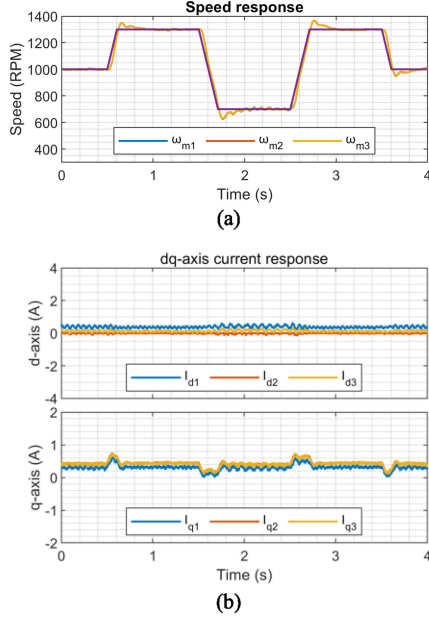 Speed response
1400
1200
1000
800
600
400
Speed (RPM)
ωm1 ωm2 ωm3
0 1 2 3 4
Time (s)
(a)
dq-axis current response
4
2
0
-2
-4
d-axis (A)
Id1 Id2 Id3
2
1
0
-1
-2
q-axis (A)
Iq1 Iq2 Iq3
0 1 2 3 4
Time (s)
(b)